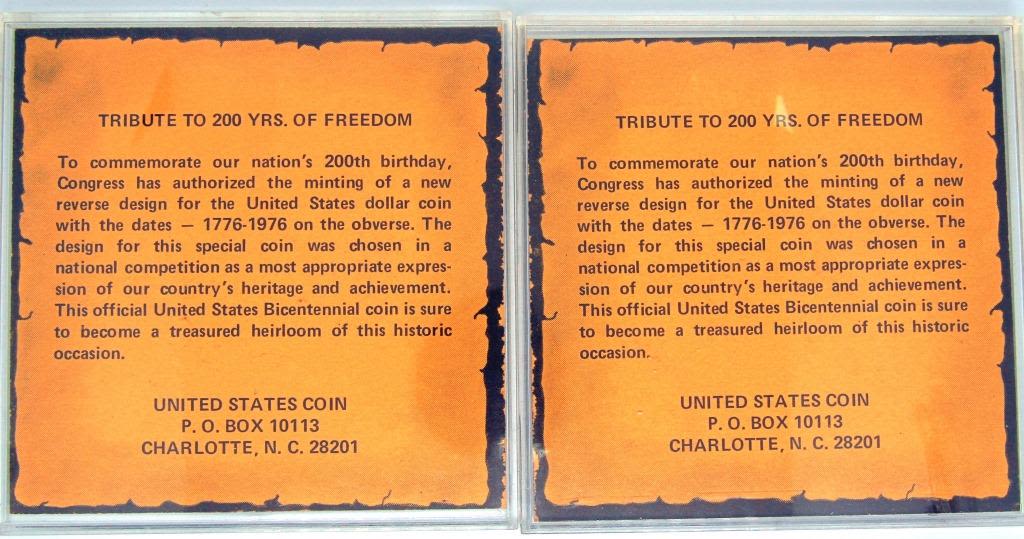 TRIBUTE TO 200 YRS. OF FREEDOM
To commemorate our nation's 200th birthday,
Congress has authorized the minting of a new
reverse design for the United States dollar coin
with the dates — 1776-1976 on the obverse. The
design for this special coin was chosen in a
national competition as a most appropriate expres-
sion of our country's heritage and achievement.
This official United States Bicentennial coin is sure
to become a treasured heirloom of this historic
occasion.
UNITED STATES COIN
P. O. BOX 10113
CHARLOTTE, N. C. 28201
TRIBUTE TO 200 YRS. OF FREEDOM
To commemorate our nation's 200th birthday,
Congress has authorized the minting of a new
reverse design for the United States dollar coin
with the dates — 1776-1976 on the obverse. The
design for this special coin was chosen in a
national competition as a most appropriate expres-
sion of our country's heritage and achievement.
This official United States Bicentennial coin is sure
to become a treasured heirloom of this historic
occasion.
UNITED STATES COIN
P. O. BOX 10113
CHARLOTTE, N. C. 28201